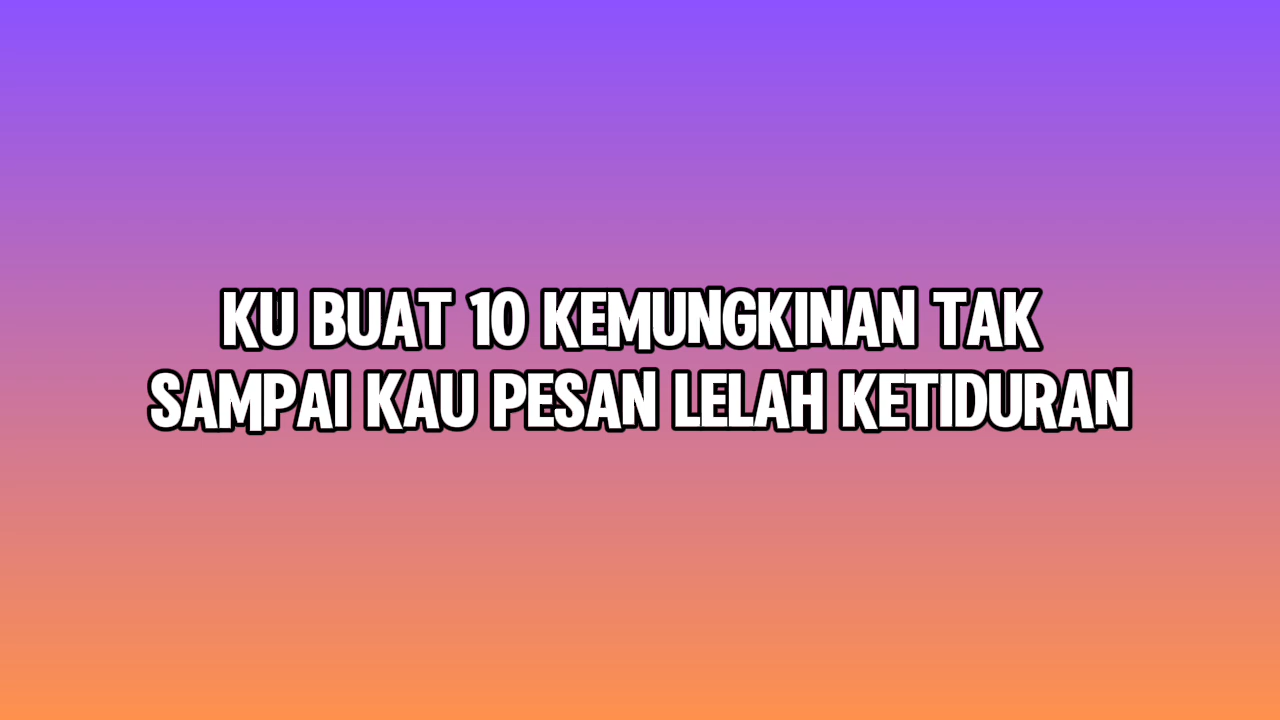 KU BUAT 10 KEMUNGKINAN TAK
SAMPAI KAU PESAN LELAH KETIDURAN